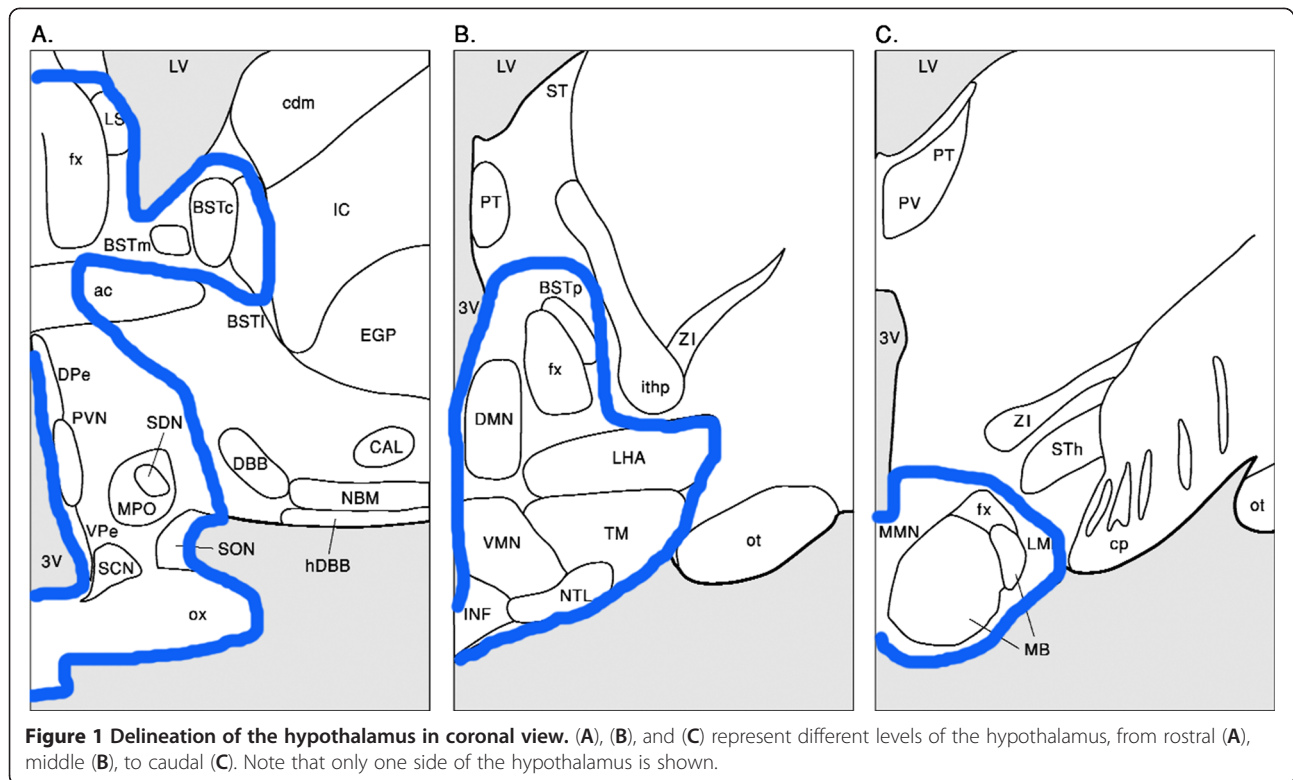 A.
LV
cdm
LS
fx
BSTc
IC
BSTm
ac
BSTl
EGP
DPe
PVN
SDN
CAL
DBB
NBM
MPO
VPe
3V
SCN
SON
hDBB
ox
B.
LV
ST
PT
3V
BSTp
ZI
fx
ithp
DMN
LHA
VMN
TM
ot
NTL
INF
C.
PT
PV
3V
ZI
STh
ot
fx
MMN
LM
cp
MB
Figure 1 Delineation of the hypothalamus in coronal view. (A), (B), and (C) represent different levels of the hypothalamus, from rostral (A),
middle (B), to caudal (C). Note that only one side of the hypothalamus is shown.